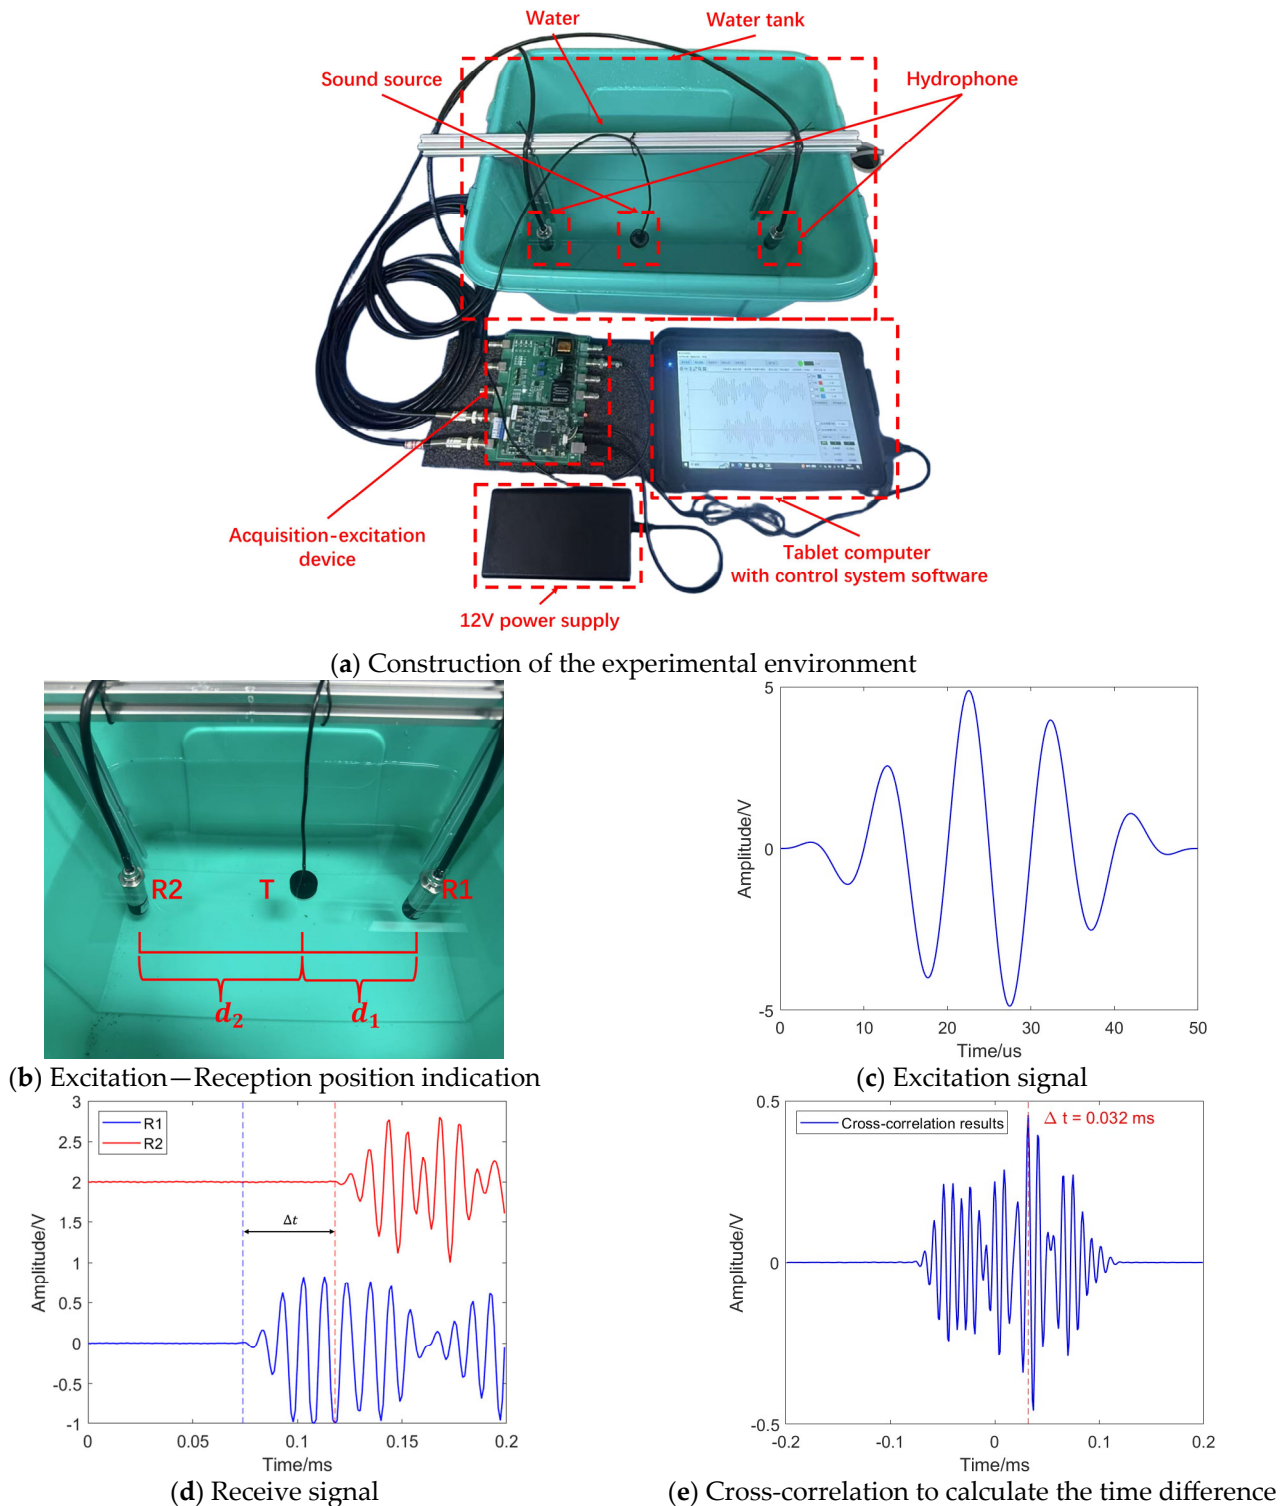 Water
Water tank
Sound source
Hydrophone
Acquisition-excitation
device
Tablet computer
with control system software
12V power supply
(a) Construction of the experimental environment
R2
T
R1
d2
d1
(b) Excitation—Reception position indication
5
0
-5
Amplitude/V
0 10 20 30 40 50
Time/us
(c) Excitation signal
3
2.5
2
1.5
1
0.5
0
-0.5
-1
Amplitude/V
R1
R2
Δt
0 0.05 0.1 0.15 0.2
Time/ms
(d) Receive signal
0.5
0
-0.5
Amplitude/V
Cross-correlation results
Δ t = 0.032 ms
-0.2 -0.1 0 0.1 0.2
Time/ms
(e) Cross-correlation to calculate the time difference